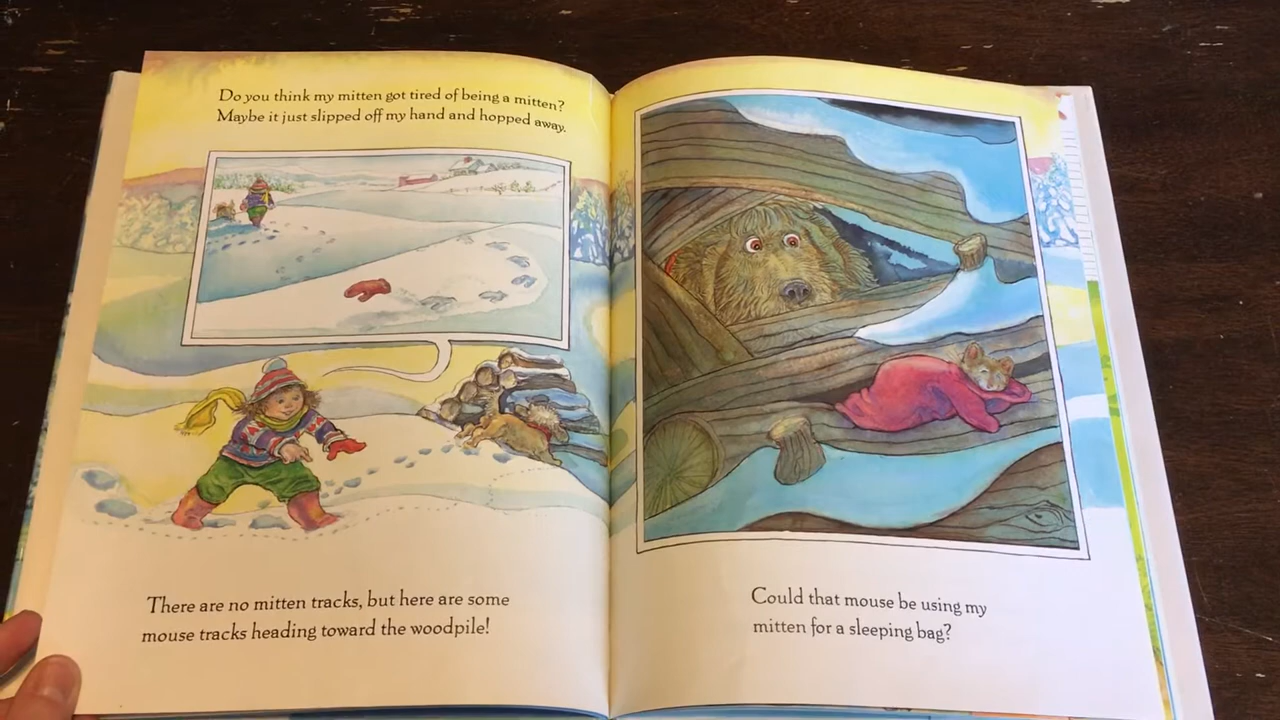 Do you think my mitten got tired of being a mitten?
Maybe it just slipped off my hand and hopped away.
There are no mitten tracks, but here are some
mouse tracks heading toward the woodpile!
Could that mouse be using my
mitten for a sleeping bag?